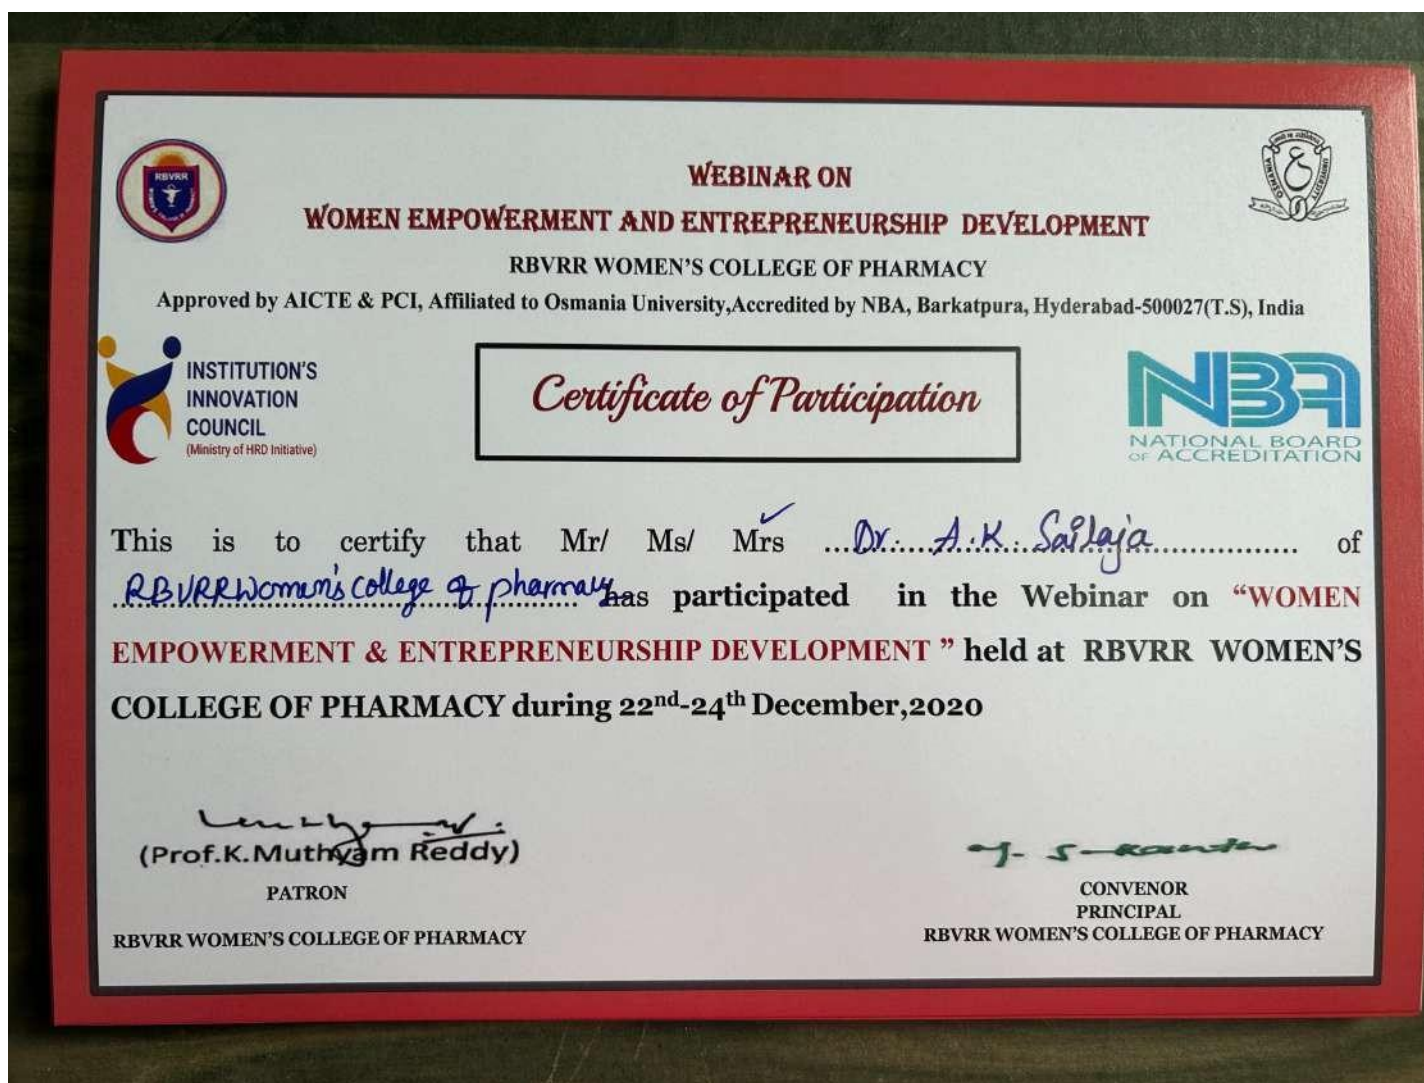 WEBINAR ON
WOMEN EMPOWERMENT AND ENTREPRENEURSHIP DEVELOPMENT
RBVRR WOMEN'S COLLEGE OF PHARMACY
Approved by AICTE & PCI, Affiliated to Osmania University,Accredited by NBA, Barkatpura, Hyderabad-500027(T.S), India
RBVRR
OSMANIA UNIVERSITY
INSTITUTION'S
INNOVATION
COUNCIL
(Ministry of HRD Initiative)
Certificate of Participation
NBA
NATIONAL BOARD
OF ACCREDITATION
This is to certify that Mr/ Ms/ Mrs ✓ ...Dr. A.K. Sailaja... of
RBVRR Women's college of pharmacy has participated in the Webinar on “WOMEN
EMPOWERMENT & ENTREPRENEURSHIP DEVELOPMENT ” held at RBVRR WOMEN'S
COLLEGE OF PHARMACY during 22nd-24th December,2020
(Prof.K.Muthyam Reddy)
PATRON
RBVRR WOMEN'S COLLEGE OF PHARMACY
CONVENOR
PRINCIPAL
RBVRR WOMEN'S COLLEGE OF PHARMACY